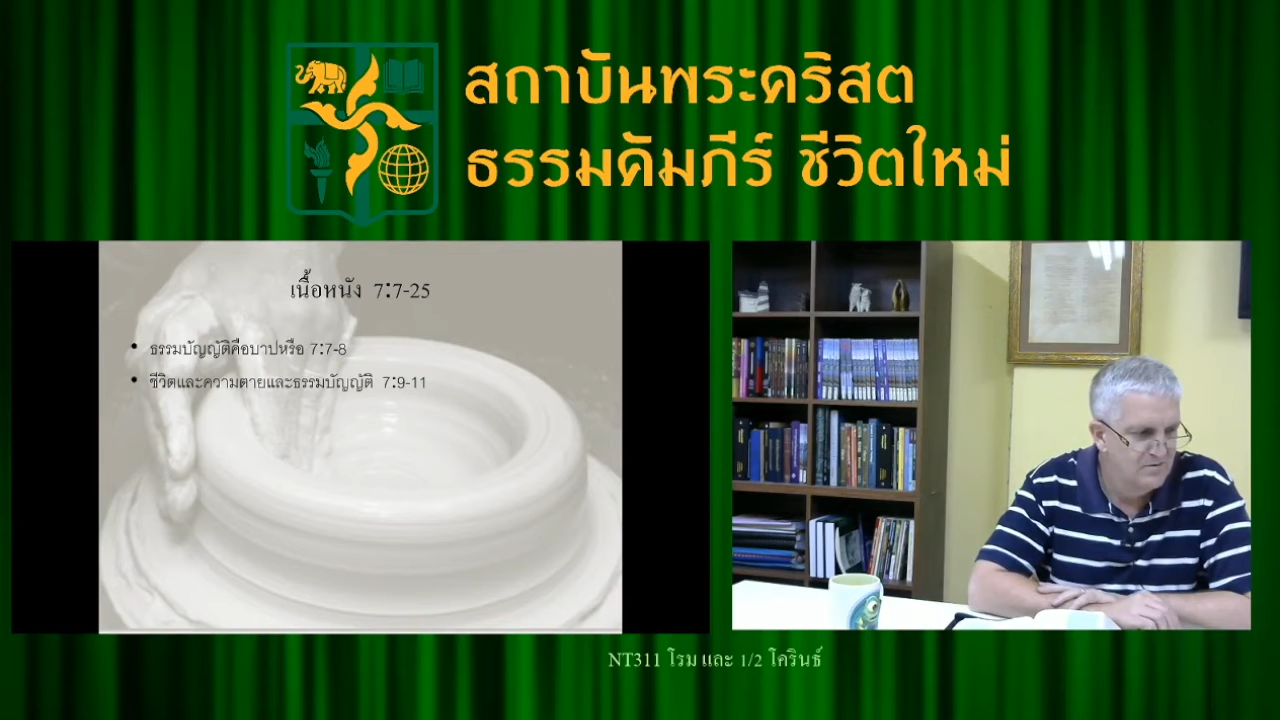 สถาบันพระคริสต
ธรรมคัมภีร์ ชีวิตใหม่
เนื้อหนัง 7:7-25
• ธรรมบัญญัติคือบาปหรือ 7:7-8
• ชีวิตและความตายและธรรมบัญญัติ 7:9-11
NT311 โรม และ 1/2 โครินธ์